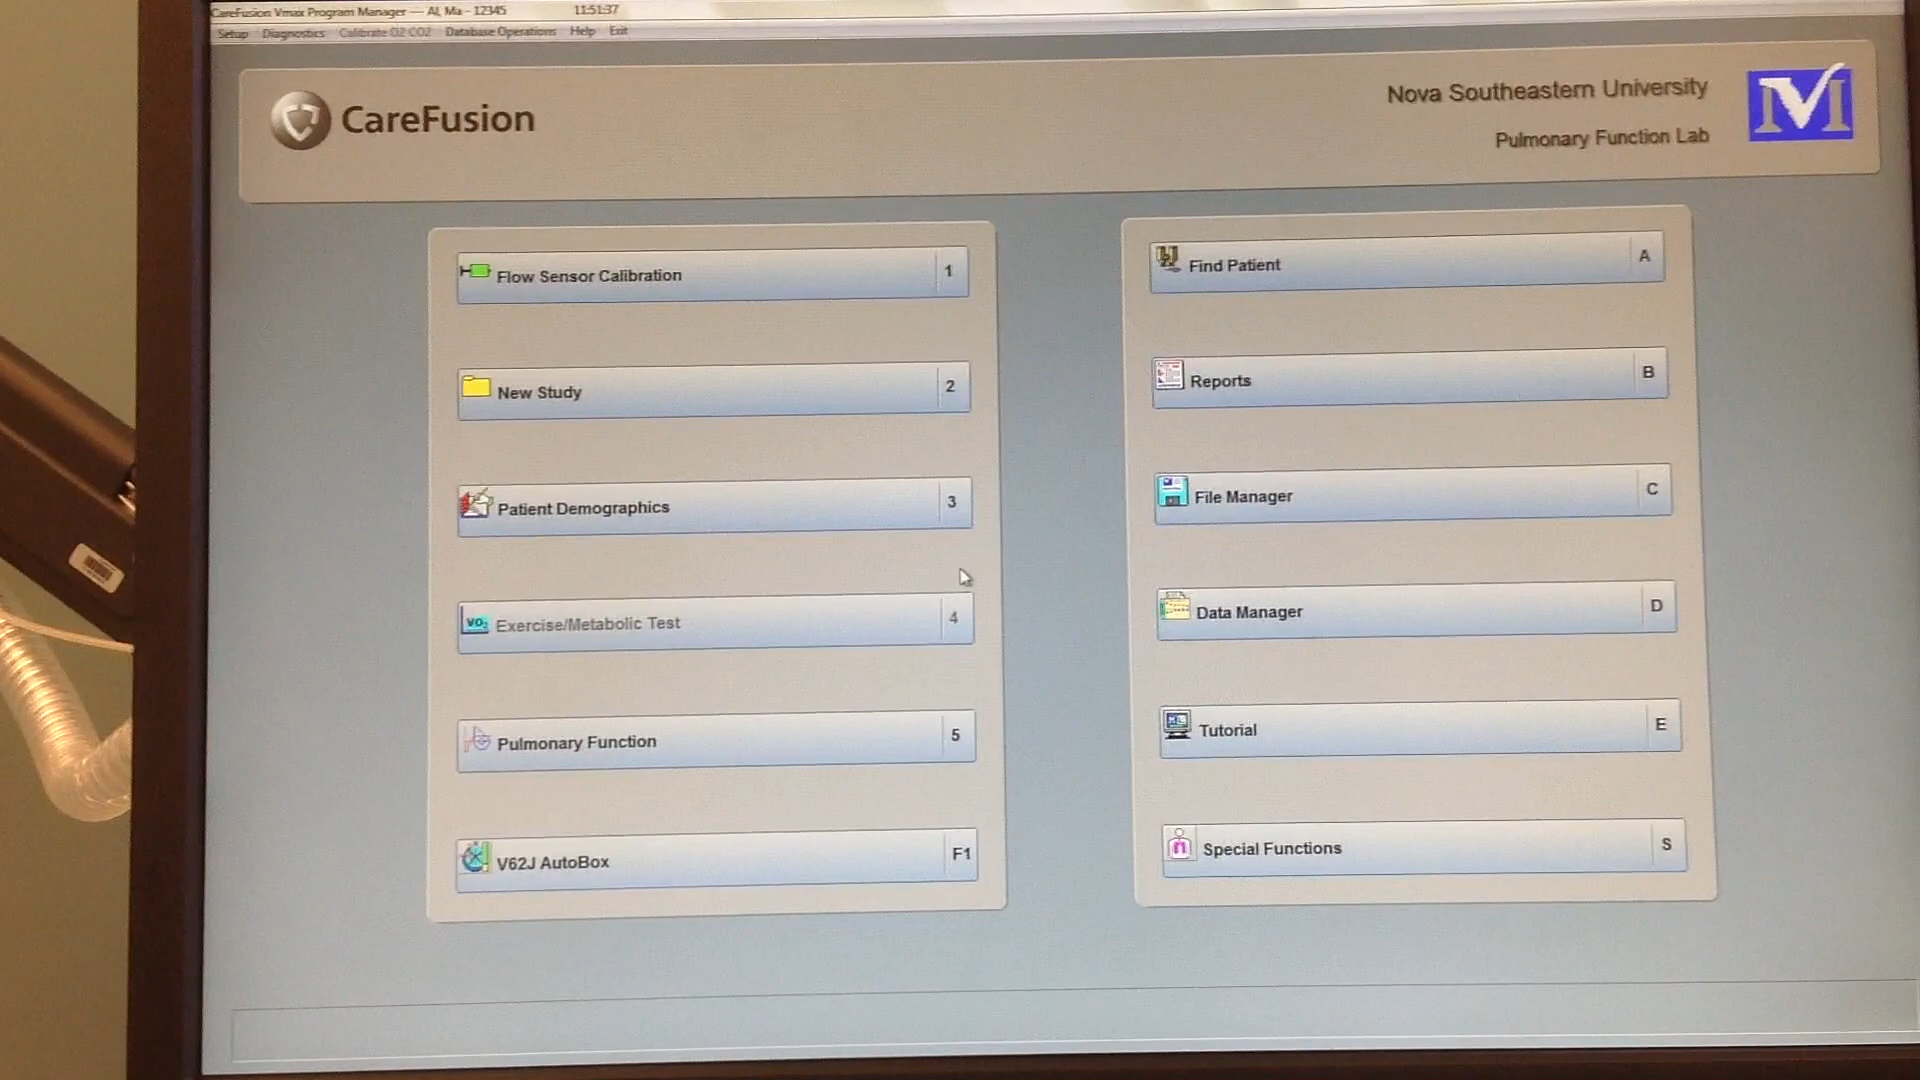 CareFusion Vmax Program Manager — Al, Ma - 12345 11:51:37
Setup Diagnostics Calibrate O2 CO2 Database Operations Help Exit
CareFusion
Nova Southeastern University
Pulmonary Function Lab
Flow Sensor Calibration 1
New Study 2
Patient Demographics 3
VO2 Exercise/Metabolic Test 4
Pulmonary Function 5
V62J AutoBox F1
Find Patient A
Reports B
File Manager C
Data Manager D
Tutorial E
Special Functions S